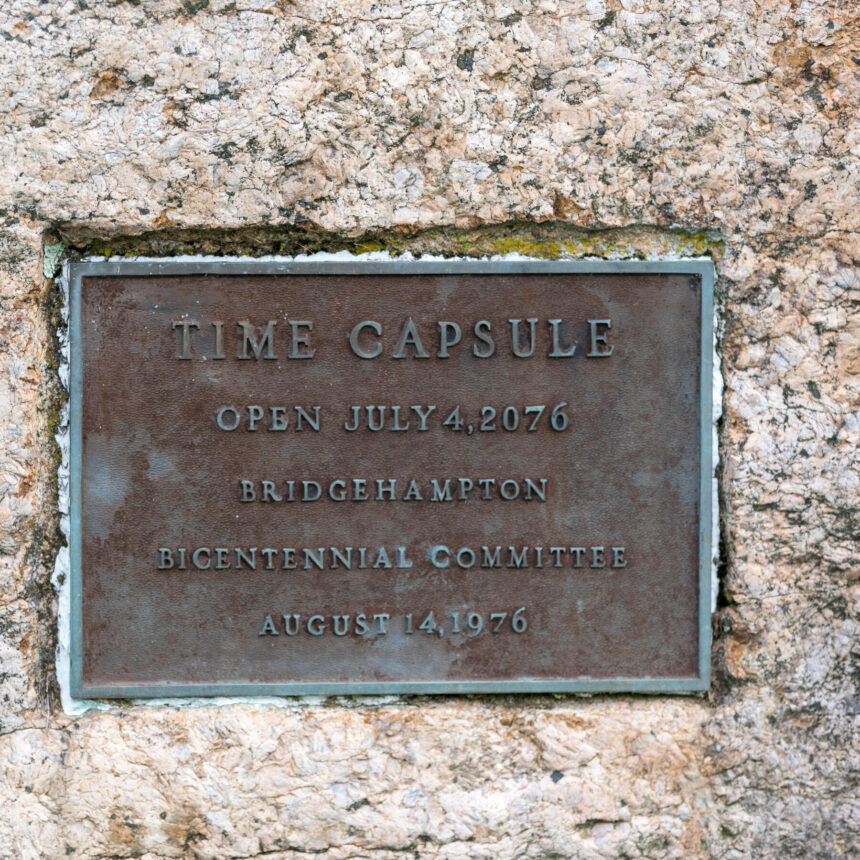 TIME CAPSULE
OPEN JULY 4, 2076
BRIDGEHAMPTON
BICENTENNIAL COMMITTEE
AUGUST 14, 1976